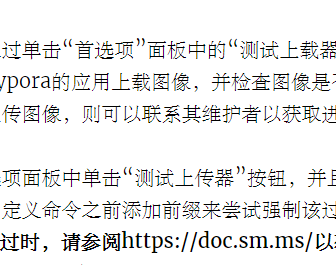 过单击“首选项”面板中的“测试上载器
ypora的应用上载图像，并检查图像是
传图像，则可以联系其维护者以获取进
项面板中单击“测试上传器”按钮，并且
定义命令之前添加前缀来尝试强制该过
过时，请参阅https://doc.sm.ms/以